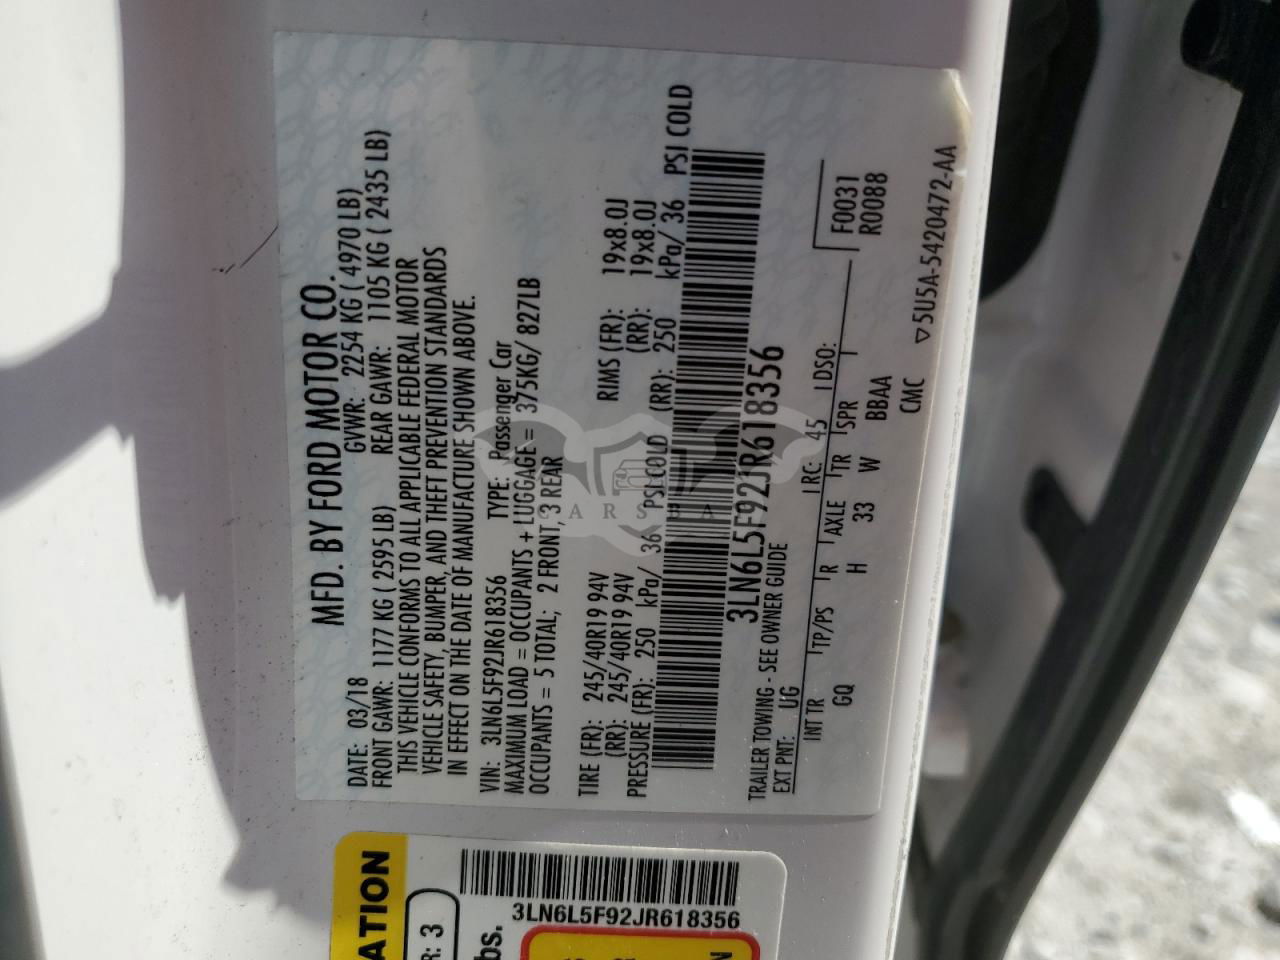 MFD. BY FORD MOTOR CO.
DATE: 03/18 GVWR: 2254 KG ( 4970 LB)
FRONT GAWR: 1177 KG ( 2595 LB) REAR GAWR: 1105 KG ( 2435 LB)
THIS VEHICLE CONFORMS TO ALL APPLICABLE FEDERAL MOTOR
VEHICLE SAFETY, BUMPER, AND THEFT PREVENTION STANDARDS
IN EFFECT ON THE DATE OF MANUFACTURE SHOWN ABOVE.
VIN: 3LN6L5F92JR618356 TYPE: Passenger Car
MAXIMUM LOAD = OCCUPANTS + LUGGAGE = 375KG/ 827LB
OCCUPANTS = 5 TOTAL; 2 FRONT, 3 REAR
TIRE (FR): 245/40R19 94V RIMS (FR): 19x8.0J
(RR): 245/40R19 94V (RR): 19x8.0J
PRESSURE (FR): 250 kPa/ 36 PSI COLD (RR): 250 kPa/ 36 PSI COLD
3LN6L5F92JR618356
TRAILER TOWING - SEE OWNER GUIDE
EXT PNT: UG RC: 45 DSO:
INT TR TP/PS R AXLE TR SPR
GQ H 33 W BBAA
CMC
F0031
R0088
▽5U5A-5420472-AA
CARSBA
ATION
R: 3
bs.
3LN6L5F92JR618356